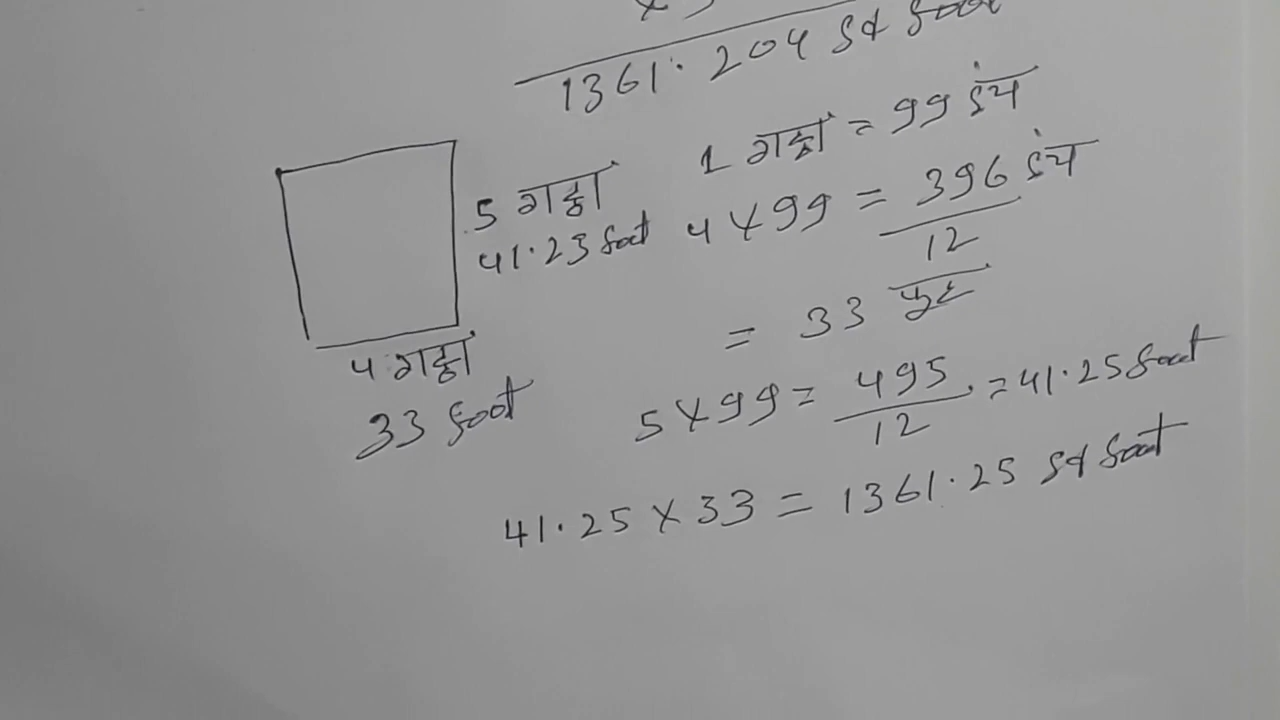 1361.204 Sq foot
1 गट्ठा = 99 इंच
4 x 99 = 396 इंच
12
= 33 फुट
5 x 99 = 495 = 41.25 foot
12
41.25 x 33 = 1361.25 Sq foot
5 गट्ठा
41.23 foot
4 गट्ठा
33 foot